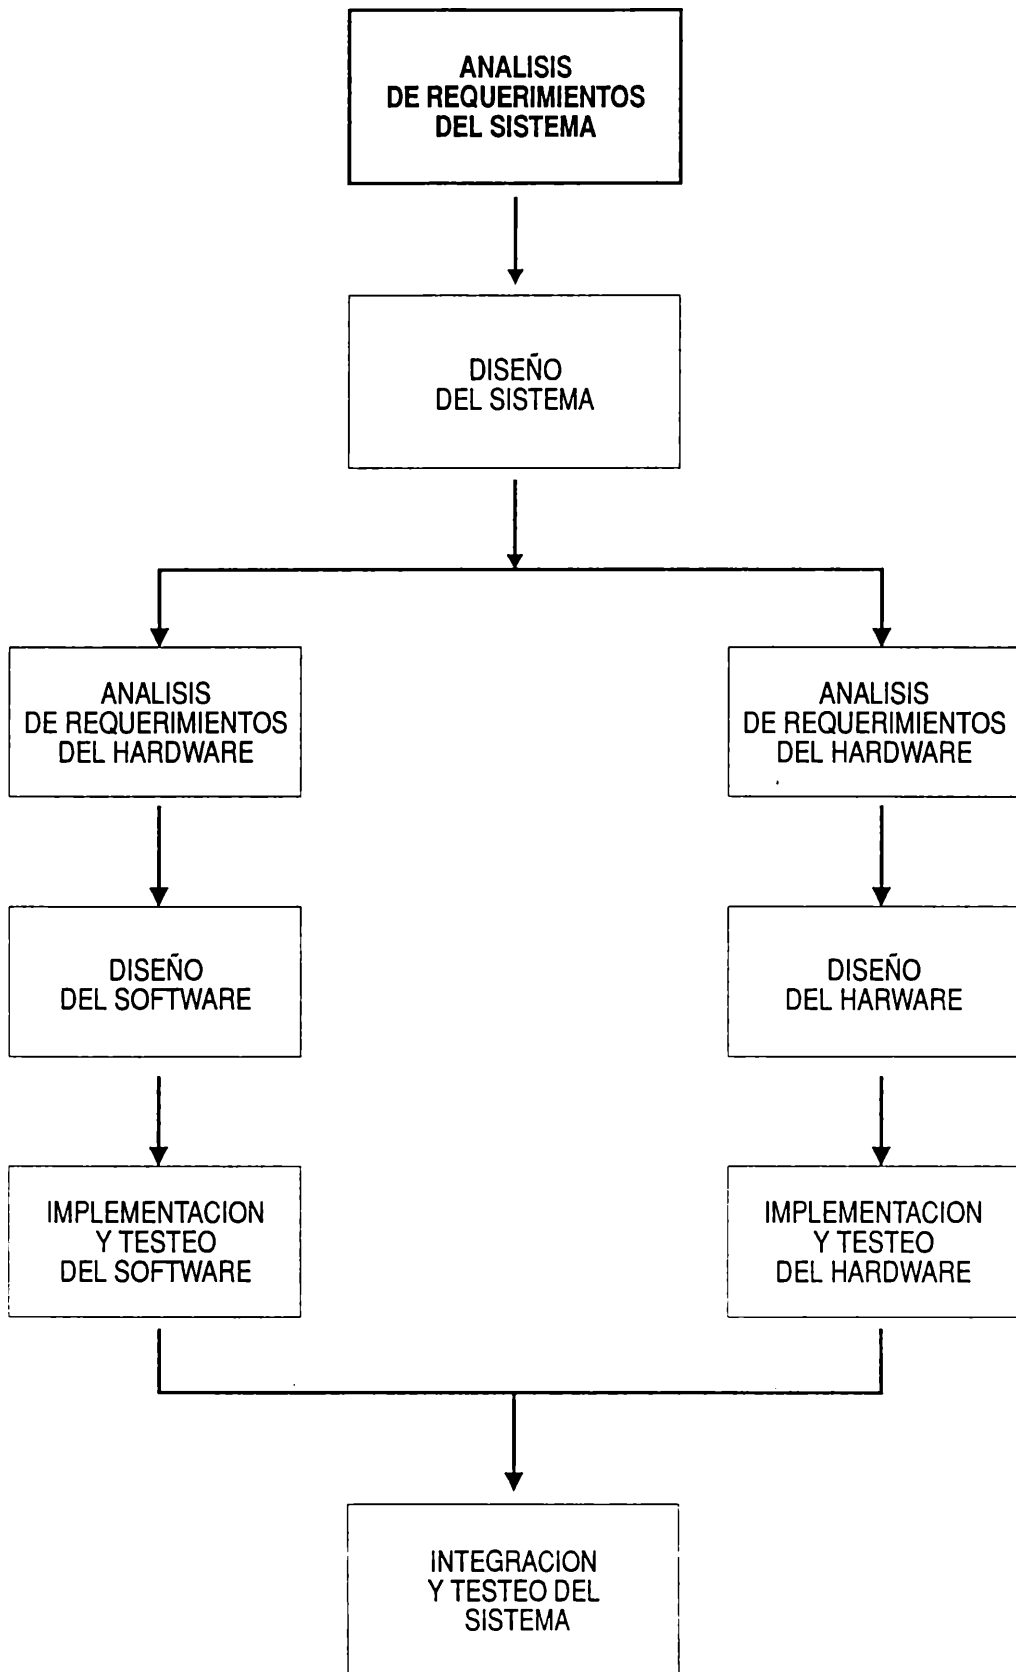 ANALISIS
DE REQUERIMIENTOS
DEL SISTEMA
DISEÑO
DEL SISTEMA
ANALISIS
DE REQUERIMIENTOS
DEL HARDWARE
ANALISIS
DE REQUERIMIENTOS
DEL HARDWARE
DISEÑO
DEL SOFTWARE
DISEÑO
DEL HARWARE
IMPLEMENTACION
Y TESTEO
DEL SOFTWARE
IMPLEMENTACION
Y TESTEO
DEL HARDWARE
INTEGRACION
Y TESTEO DEL
SISTEMA